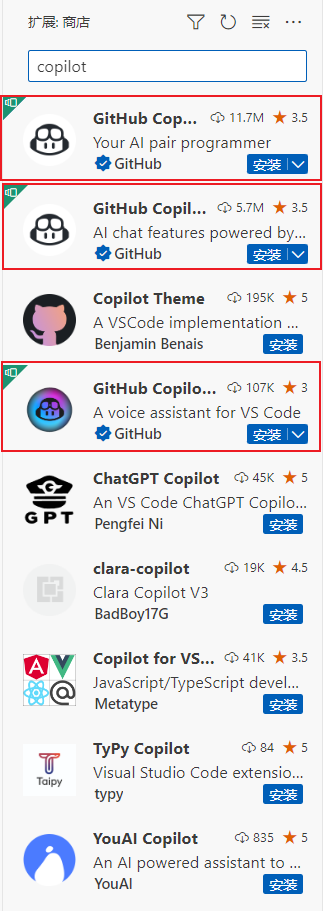 扩展: 商店
copilot
GitHub Cop... 11.7M 3.5
Your AI pair programmer
GitHub 安装
GitHub Copil... 5.7M 3.5
AI chat features powered by...
GitHub 安装
Copilot Theme 195K 5
A VSCode implementation ...
Benjamin Benais 安装
GitHub Copilo... 107K 3
A voice assistant for VS Code
GitHub 安装
GPT
ChatGPT Copilot 45K 5
An VS Code ChatGPT Copilo...
Pengfei Ni 安装
clara-copilot 19K 4.5
Clara Copilot V3
BadBoy17G 安装
Copilot for VS... 41K 3.5
JavaScript/TypeScript devel...
Metatype 安装
Taipy
TyPy Copilot 84 5
Visual Studio Code extensio...
typy 安装
YouAI Copilot 835 5
An AI powered assistant to ...
YouAI 安装